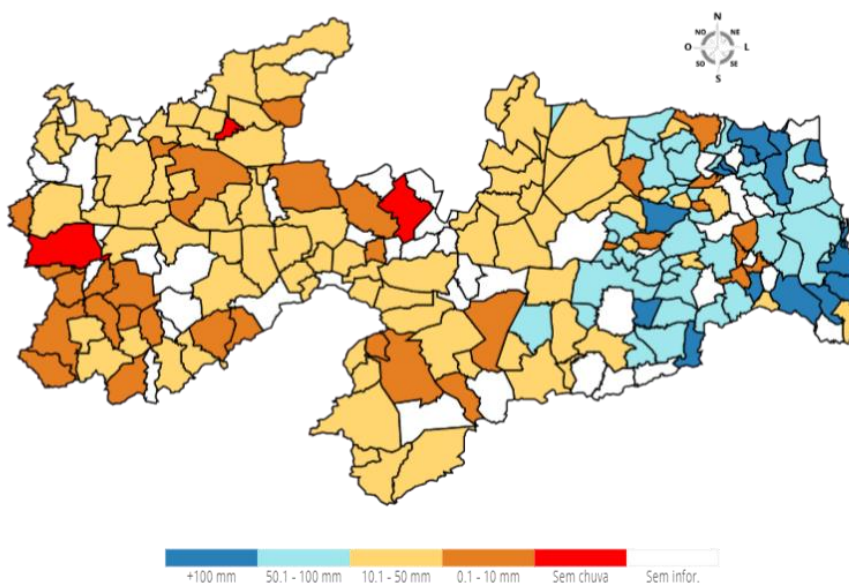 N
NO NE
O L
SO SE
S
+100 mm 50.1 - 100 mm 10.1 - 50 mm 0.1 - 10 mm Sem chuva Sem infor.